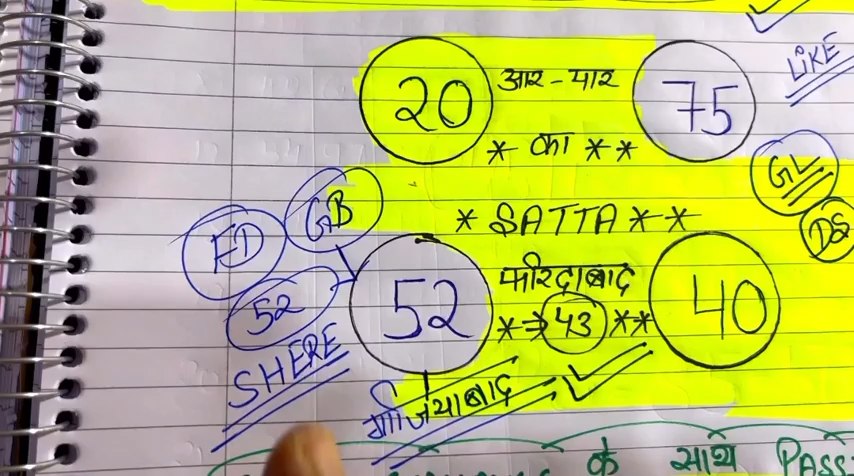 20 आर-पार 75 LIKE
* का * *
GL
GB * SATTA * *
FD DS
52 52 फरिदाबाद 40
* ⇒ 43 * *
SHERE
गाजियाबाद
के साथ PASS